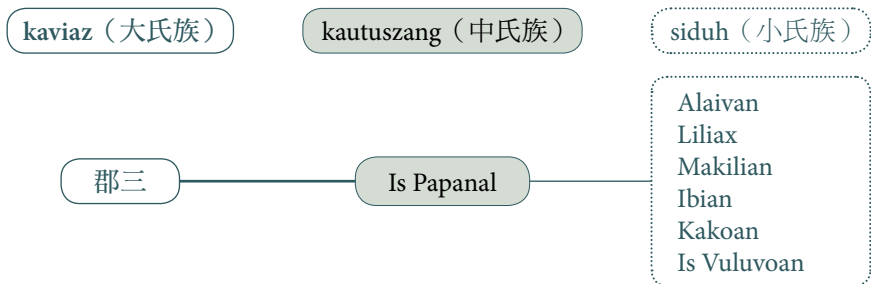 kaviaz（大氏族）
kautuszang（中氏族）
siduh（小氏族）
郡三
Is Papanal
Alaivan
Liliax
Makilian
Ibian
Kakoan
Is Vuluvoan